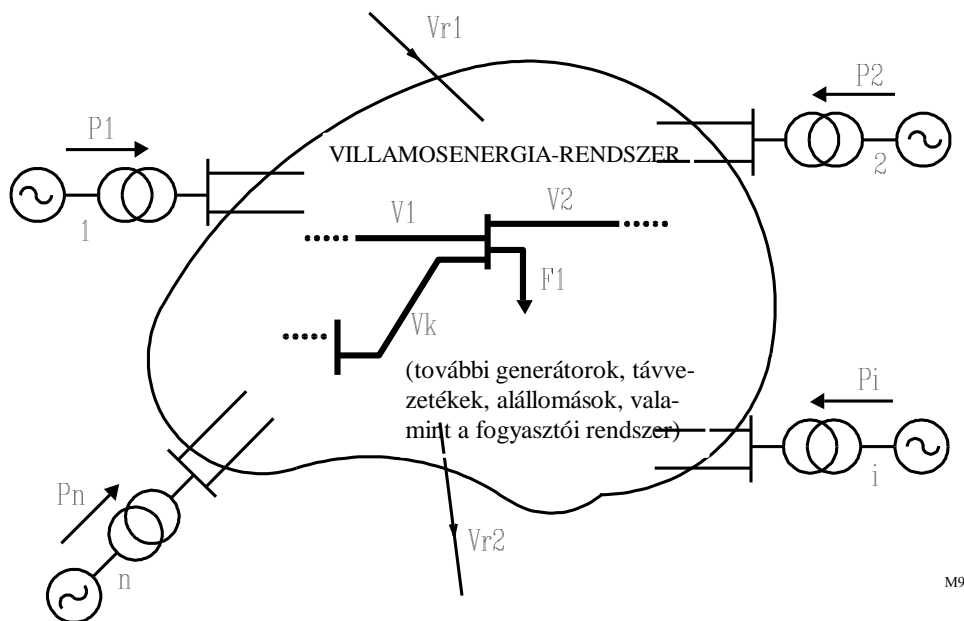 Vr1
P1
P2
VILLAMOSENERGIA-RENDSZER
1
2
V1
V2
F1
Vk
(további generátorok, távve-
zetékek, alállomások, vala-
mint a fogyasztói rendszer)
Pi
i
Pn
n
Vr2
M9